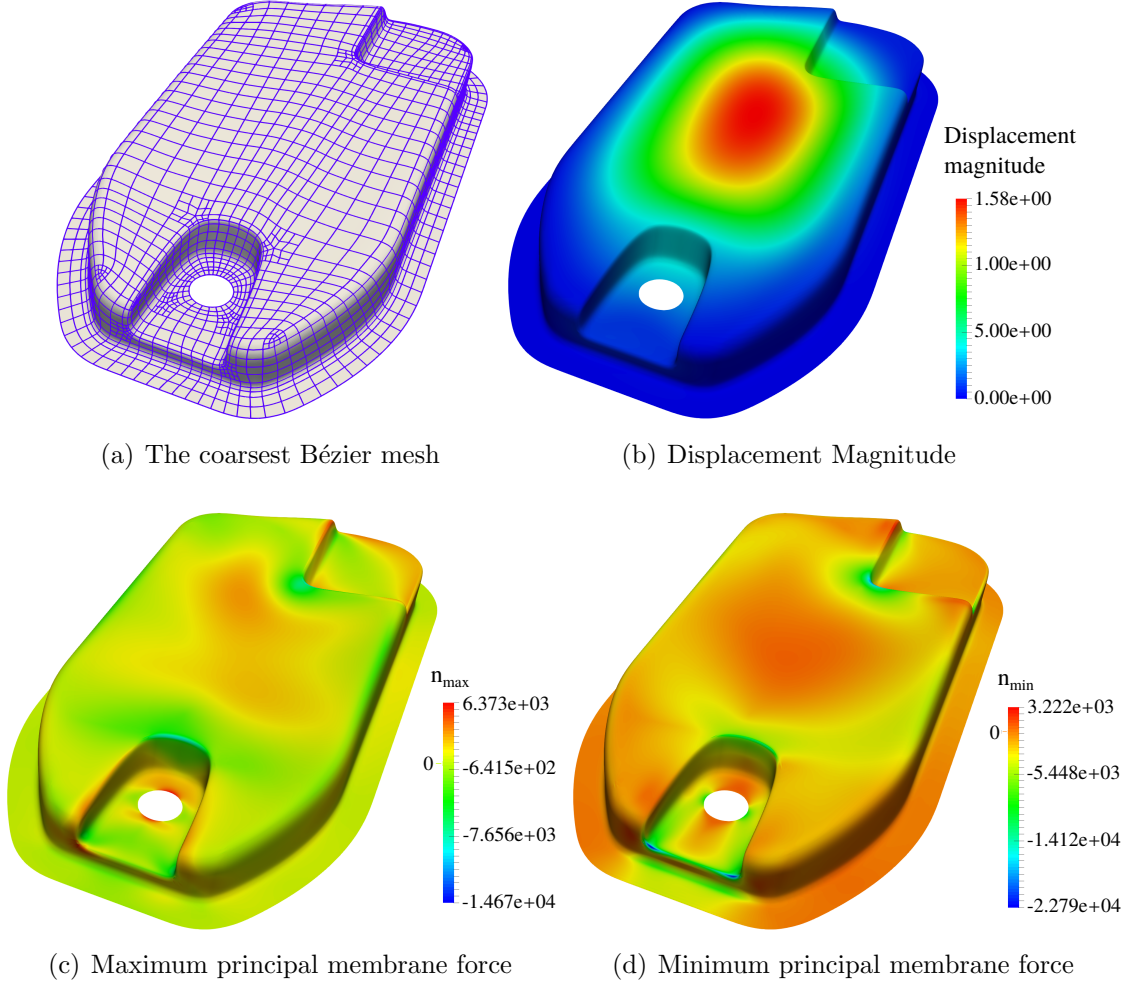 Displacement
magnitude
1.58e+00
1.00e+00
5.00e+00
0.00e+00
(a) The coarsest Bézier mesh
(b) Displacement Magnitude
n_max
6.373e+03
0
-6.415e+02
-7.656e+03
-1.467e+04
n_min
3.222e+03
0
-5.448e+03
-1.412e+04
-2.279e+04
(c) Maximum principal membrane force
(d) Minimum principal membrane force